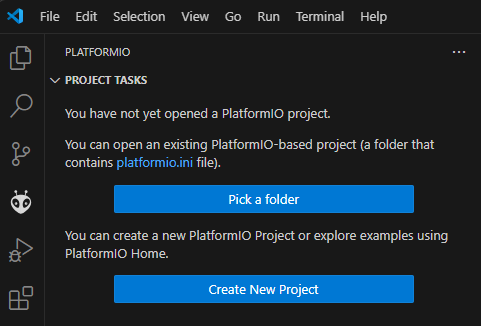 File Edit Selection View Go Run Terminal Help
PLATFORMIO
PROJECT TASKS
You have not yet opened a PlatformIO project.
You can open an existing PlatformIO-based project (a folder that
contains platformio.ini file).
Pick a folder
You can create a new PlatformIO Project or explore examples using
PlatformIO Home.
Create New Project